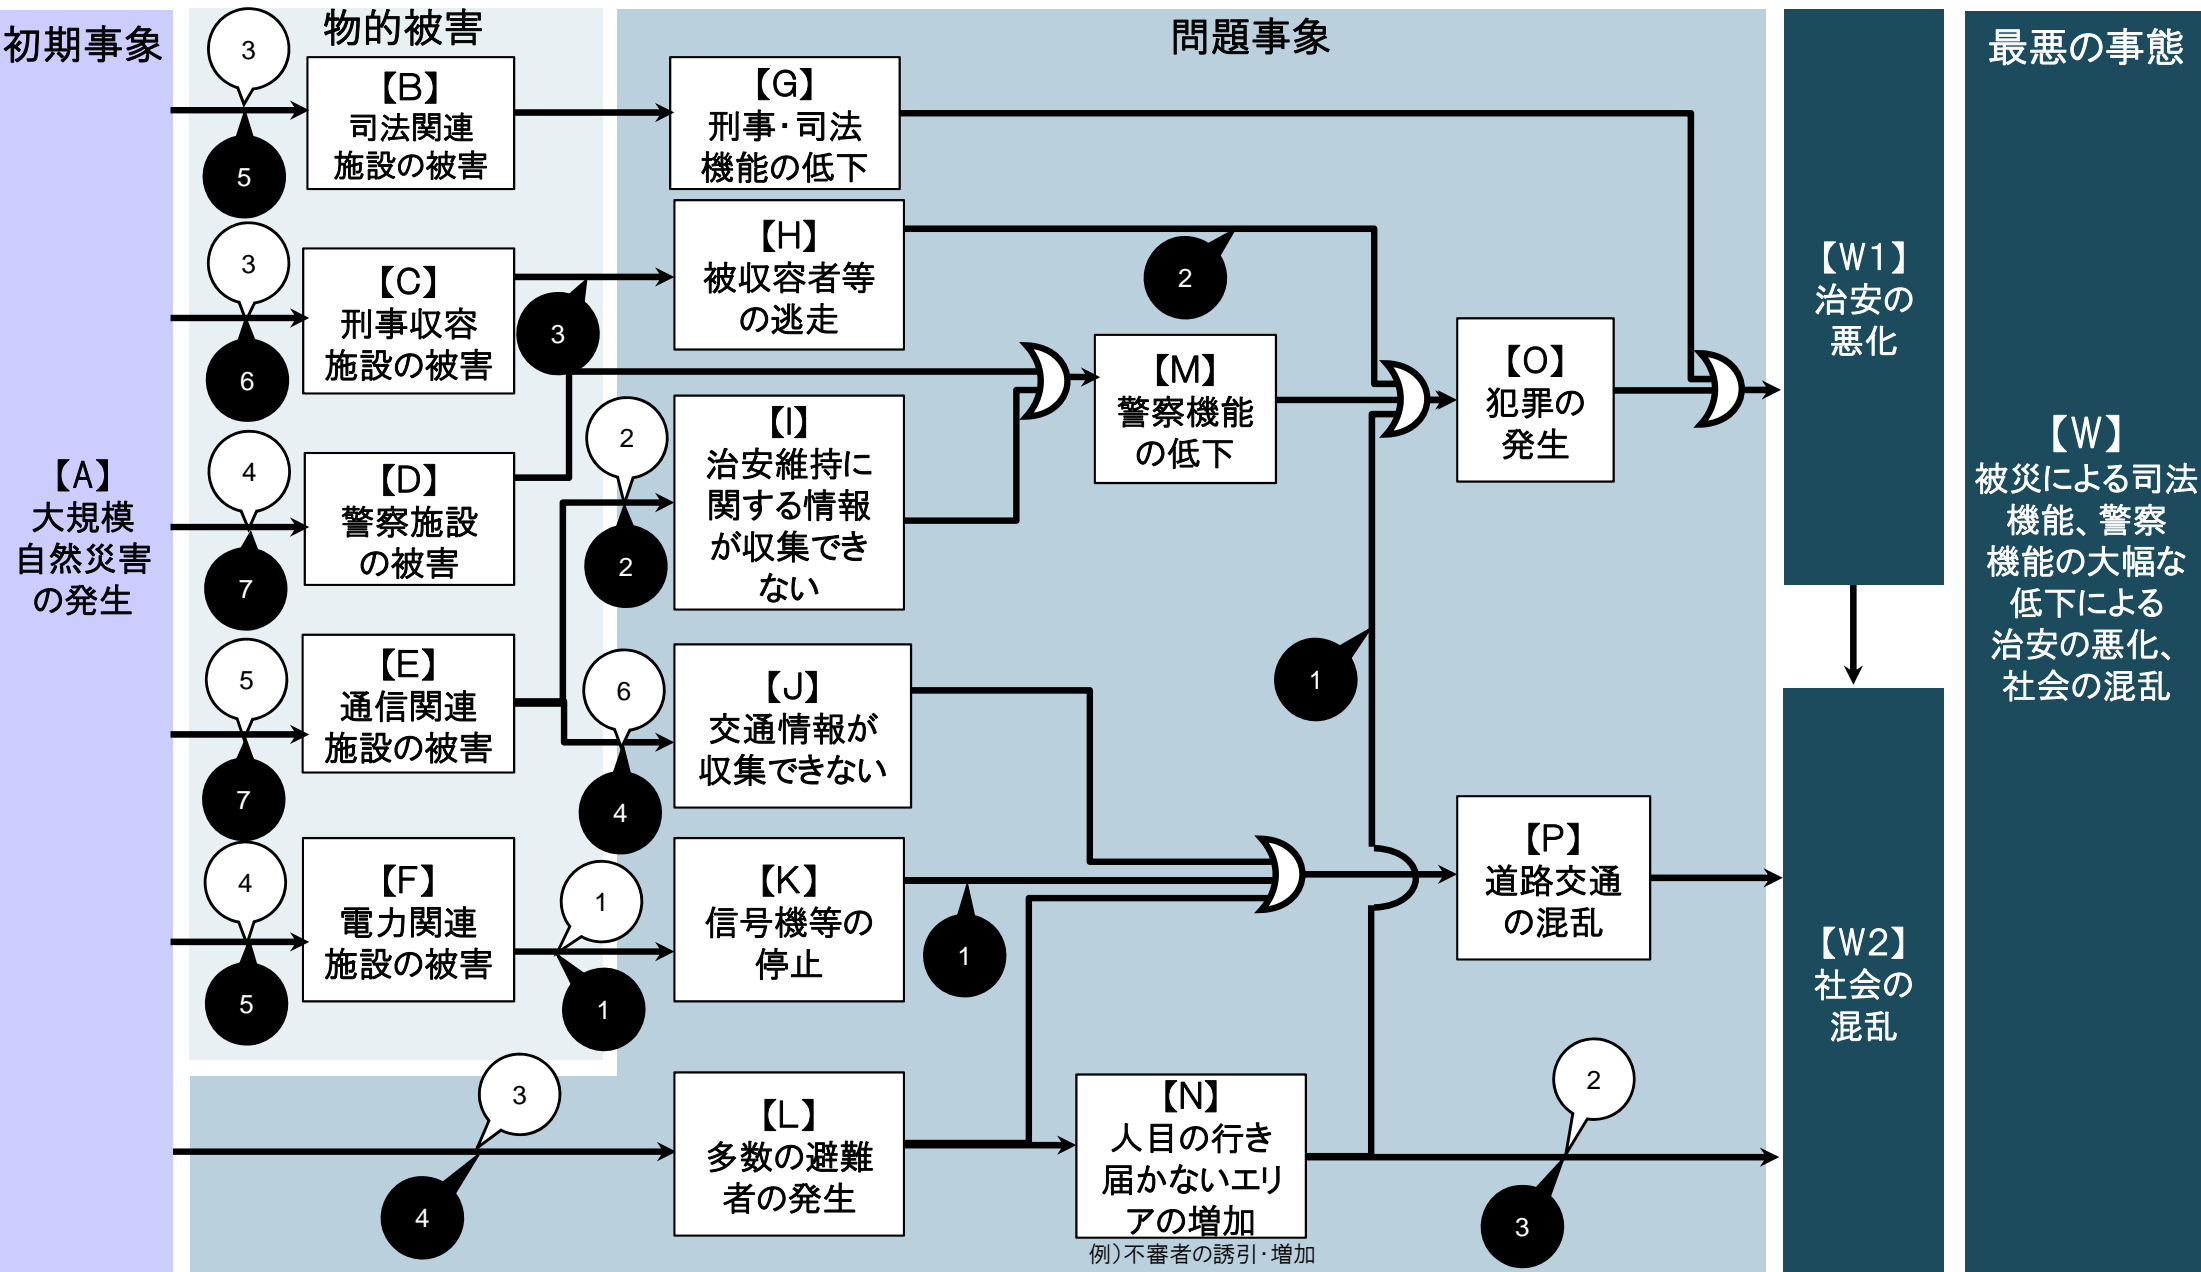 初期事象
物的被害
問題事象
最悪の事態
【A】
大規模
自然災害
の発生
3
5
【B】
司法関連
施設の被害
3
6
【C】
刑事収容
施設の被害
4
7
【D】
警察施設
の被害
5
7
【E】
通信関連
施設の被害
4
5
【F】
電力関連
施設の被害
3
2
2
6
4
1
1
3
4
【G】
刑事・司法
機能の低下
【H】
被収容者等
の逃走
【I】
治安維持に
関する情報
が収集でき
ない
【J】
交通情報が
収集できない
【K】
信号機等の
停止
【L】
多数の避難
者の発生
2
1
1
【M】
警察機能
の低下
【N】
人目の行き
届かないエリ
アの増加
例）不審者の誘引・増加
【O】
犯罪の
発生
【P】
道路交通
の混乱
2
3
【W1】
治安の
悪化
【W2】
社会の
混乱
【W】
被災による司法
機能、警察
機能の大幅な
低下による
治安の悪化、
社会の混乱